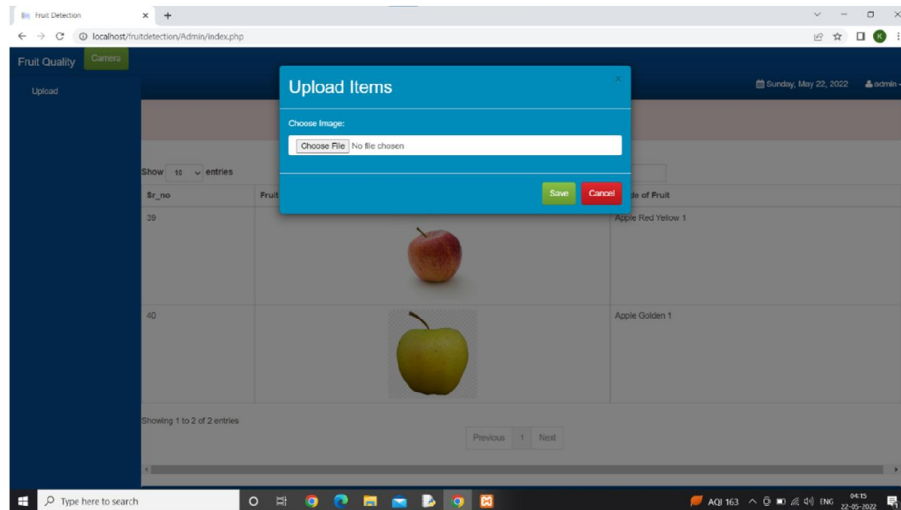 Fruit Detection
localhost/fruitdetection/Admin/index.php
K
Fruit Quality Camera
Upload
Sunday, May 22, 2022 admin
Upload Items
×
Choose Image:
Choose File No file chosen
Save Cancel
Show 10 entries
Sr_no Fruit of Fruit
39 Apple Red Yellow 1
40 Apple Golden 1
Showing 1 to 2 of 2 entries
Previous 1 Next
Type here to search
AQI 163 ENG 04:15
22-05-2022